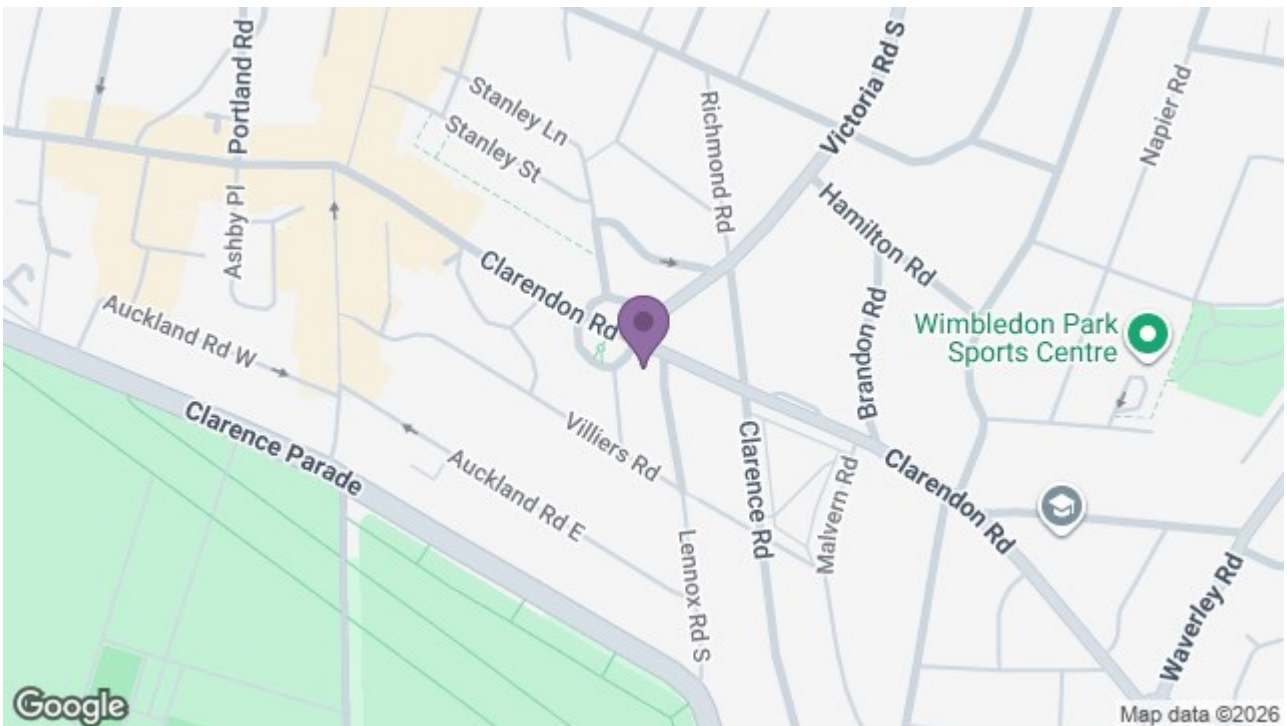 Portland Rd
Ashby Pl
Stanley Ln
Stanley St
Richmond Rd
Victoria Rd S
Napier Rd
Hamilton Rd
Brandon Rd
Clarendon Rd
Auckland Rd W
Clarence Parade
Villiers Rd
Auckland Rd E
Lennox Rd S
Clarence Rd
Malvern Rd
Clarendon Rd
Wimbledon Park
Sports Centre
Waverley Rd
Google
Map data ©2026